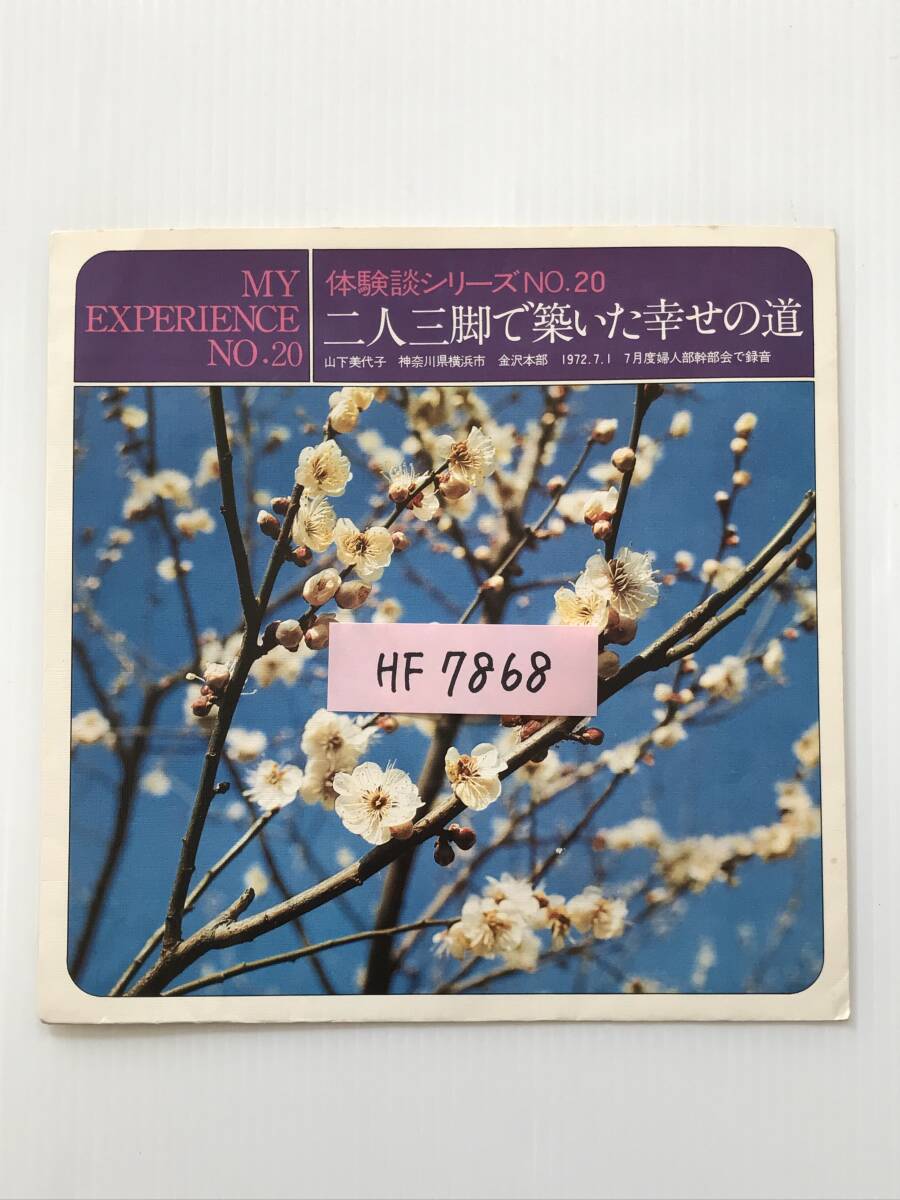 MY
EXPERIENCE
NO.20
体験談シリーズNO.20
二人三脚で築いた幸せの道
山下美代子 神奈川県横浜市 金沢本部 1972.7.1 7月度婦人部幹部会で録音
HF 7868